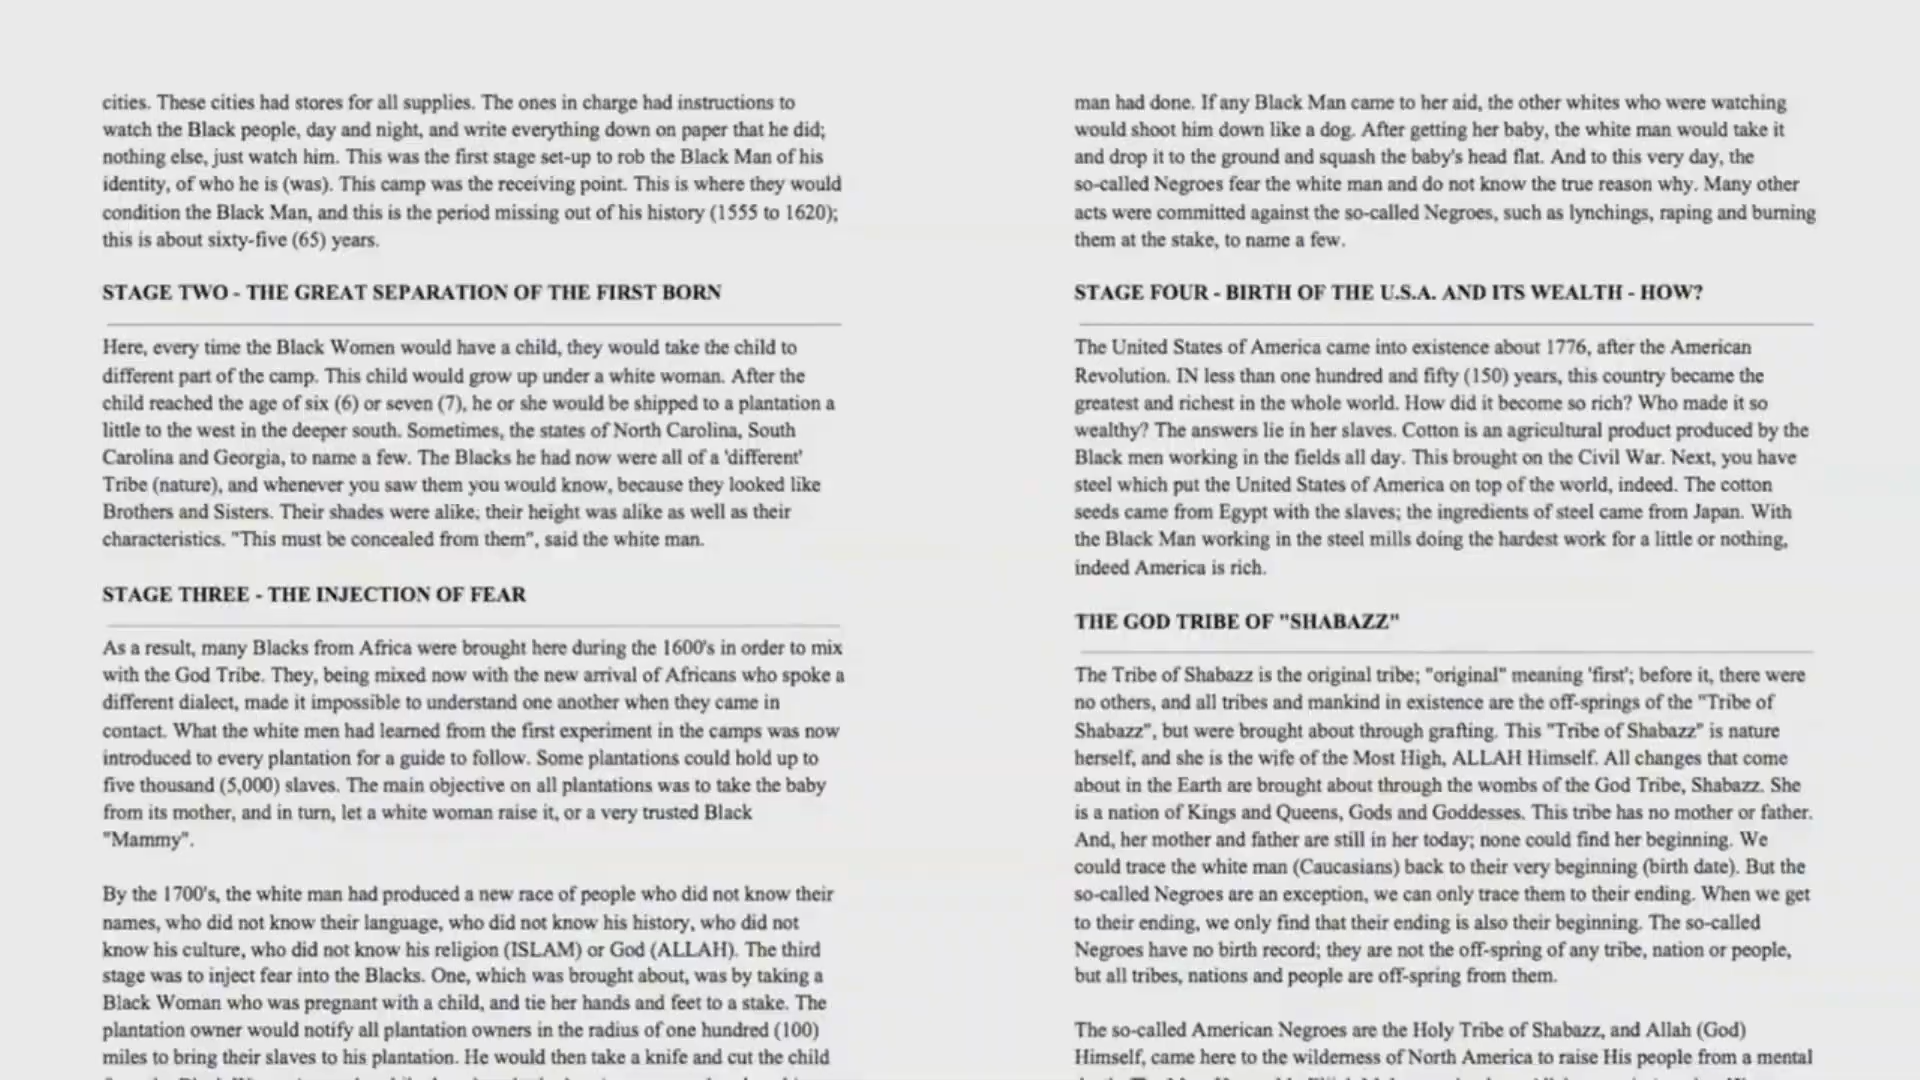 cities. These cities had stores for all supplies. The ones in charge had instructions to
watch the Black people, day and night, and write everything down on paper that he did;
nothing else, just watch him. This was the first stage set-up to rob the Black Man of his
identity, of who he is (was). This camp was the receiving point. This is where they would
condition the Black Man, and this is the period missing out of his history (1555 to 1620);
this is about sixty-five (65) years.
STAGE TWO - THE GREAT SEPARATION OF THE FIRST BORN
Here, every time the Black Women would have a child, they would take the child to
different part of the camp. This child would grow up under a white woman. After the
child reached the age of six (6) or seven (7), he or she would be shipped to a plantation a
little to the west in the deeper south. Sometimes, the states of North Carolina, South
Carolina and Georgia, to name a few. The Blacks he had now were all of a 'different'
Tribe (nature), and whenever you saw them you would know, because they looked like
Brothers and Sisters. Their shades were alike; their height was alike as well as their
characteristics. "This must be concealed from them", said the white man.
STAGE THREE - THE INJECTION OF FEAR
As a result, many Blacks from Africa were brought here during the 1600's in order to mix
with the God Tribe. They, being mixed now with the new arrival of Africans who spoke a
different dialect, made it impossible to understand one another when they came in
contact. What the white men had learned from the first experiment in the camps was now
introduced to every plantation for a guide to follow. Some plantations could hold up to
five thousand (5,000) slaves. The main objective on all plantations was to take the baby
from its mother, and in turn, let a white woman raise it, or a very trusted Black
"Mammy".
By the 1700's, the white man had produced a new race of people who did not know their
names, who did not know their language, who did not know his history, who did not
know his culture, who did not know his religion (ISLAM) or God (ALLAH). The third
stage was to inject fear into the Blacks. One, which was brought about, was by taking a
Black Woman who was pregnant with a child, and tie her hands and feet to a stake. The
plantation owner would notify all plantation owners in the radius of one hundred (100)
miles to bring their slaves to his plantation. He would then take a knife and cut the child
man had done. If any Black Man came to her aid, the other whites who were watching
would shoot him down like a dog. After getting her baby, the white man would take it
and drop it to the ground and squash the baby's head flat. And to this very day, the
so-called Negroes fear the white man and do not know the true reason why. Many other
acts were committed against the so-called Negroes, such as lynchings, raping and burning
them at the stake, to name a few.
STAGE FOUR - BIRTH OF THE U.S.A. AND ITS WEALTH - HOW?
The United States of America came into existence about 1776, after the American
Revolution. IN less than one hundred and fifty (150) years, this country became the
greatest and richest in the whole world. How did it become so rich? Who made it so
wealthy? The answers lie in her slaves. Cotton is an agricultural product produced by the
Black men working in the fields all day. This brought on the Civil War. Next, you have
steel which put the United States of America on top of the world, indeed. The cotton
seeds came from Egypt with the slaves; the ingredients of steel came from Japan. With
the Black Man working in the steel mills doing the hardest work for a little or nothing,
indeed America is rich.
THE GOD TRIBE OF "SHABAZZ"
The Tribe of Shabazz is the original tribe; "original" meaning 'first'; before it, there were
no others, and all tribes and mankind in existence are the off-springs of the "Tribe of
Shabazz", but were brought about through grafting. This "Tribe of Shabazz" is nature
herself, and she is the wife of the Most High, ALLAH Himself. All changes that come
about in the Earth are brought about through the wombs of the God Tribe, Shabazz. She
is a nation of Kings and Queens, Gods and Goddesses. This tribe has no mother or father.
And, her mother and father are still in her today; none could find her beginning. We
could trace the white man (Caucasians) back to their very beginning (birth date). But the
so-called Negroes are an exception, we can only trace them to their ending. When we get
to their ending, we only find that their ending is also their beginning. The so-called
Negroes have no birth record; they are not the off-spring of any tribe, nation or people,
but all tribes, nations and people are off-spring from them.
The so-called American Negroes are the Holy Tribe of Shabazz, and Allah (God)
Himself, came here to the wilderness of North America to raise His people from a mental